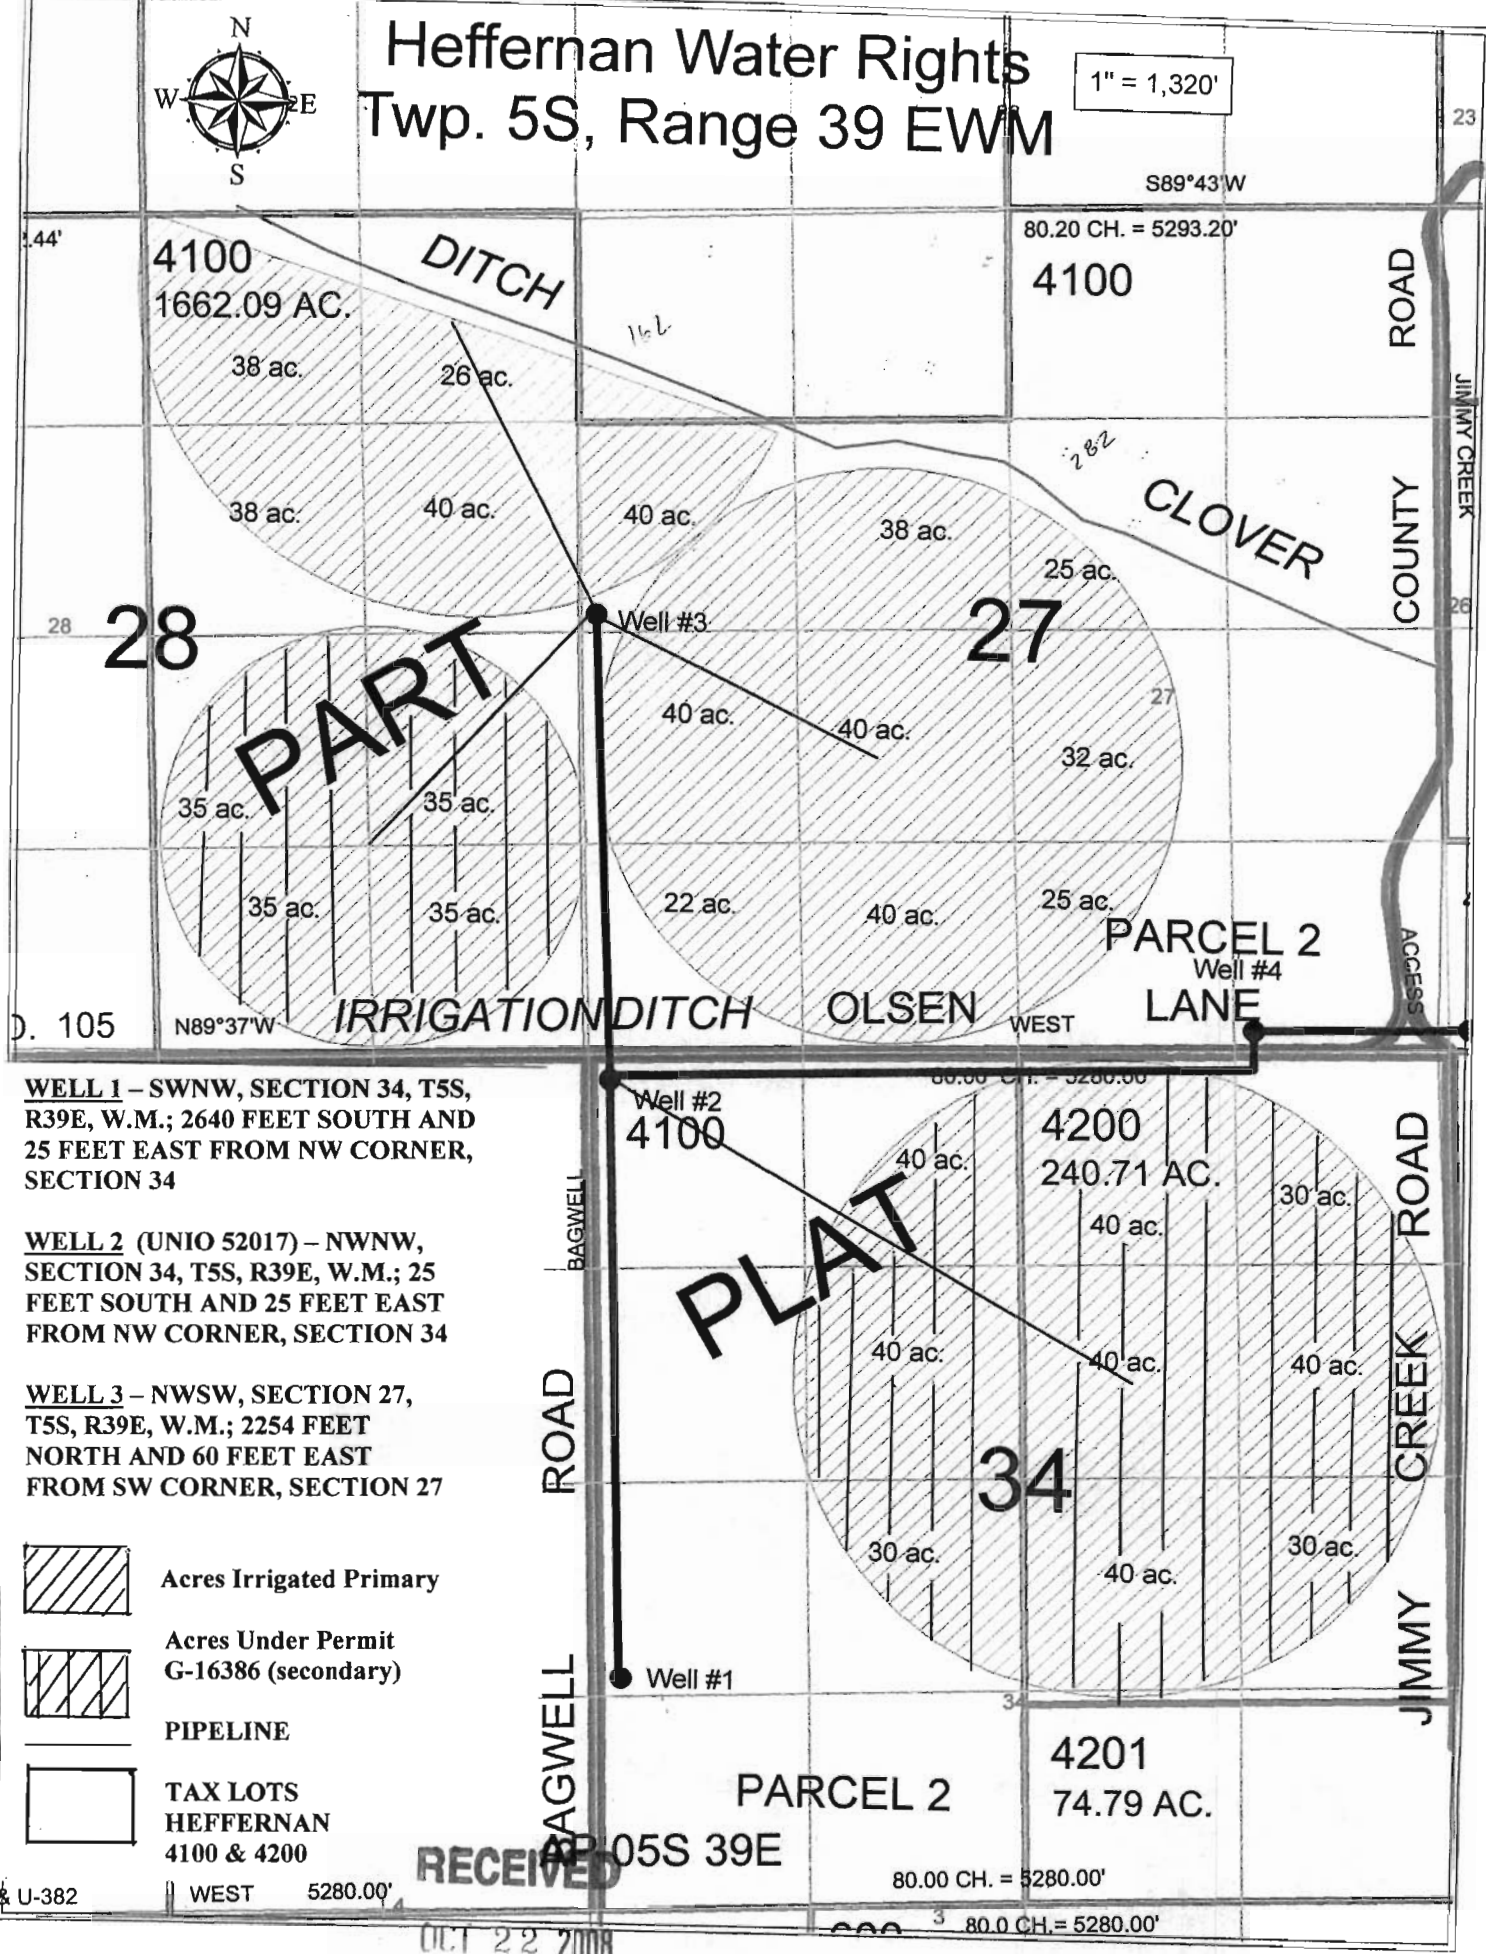 N
W
E
S
Heffernan Water Rights
Twp. 5S, Range 39 EWM
1" = 1,320'
23
S89°43'W
80.20 CH. = 5293.20'
4100
.44'
4100
1662.09 AC.
DITCH
162
38 ac.
26 ac.
ROAD
JIMMY CREEK
282
CLOVER
COUNTY
38 ac.
40 ac.
40 ac.
38 ac.
25 ac.
28
28
Well #3
27
26
27
PART
40 ac.
40 ac.
32 ac.
35 ac.
35 ac.
35 ac.
35 ac.
22 ac.
40 ac.
25 ac.
PARCEL 2
Well #4
ACCESS
105
N89°37'W
IRRIGATION DITCH
OLSEN
WEST
LANE
80.00 CH. = 5280.00'
WELL 1 – SWNW, SECTION 34, T5S,
R39E, W.M.; 2640 FEET SOUTH AND
25 FEET EAST FROM NW CORNER,
SECTION 34
WELL 2 (UNIO 52017) – NWNW,
SECTION 34, T5S, R39E, W.M.; 25
FEET SOUTH AND 25 FEET EAST
FROM NW CORNER, SECTION 34
WELL 3 – NWSW, SECTION 27,
T5S, R39E, W.M.; 2254 FEET
NORTH AND 60 FEET EAST
FROM SW CORNER, SECTION 27
Well #2
4100
4200
240.71 AC.
40 ac.
40 ac.
30 ac.
BAGWELL
PLAT
ROAD
40 ac.
40 ac.
40 ac.
ROAD
CREEK
JIMMY
34
30 ac.
40 ac.
30 ac.
Well #1
34
BAGWELL
Acres Irrigated Primary
Acres Under Permit
G-16386 (secondary)
PIPELINE
TAX LOTS
HEFFERNAN
4100 & 4200
4201
74.79 AC.
PARCEL 2
05S 39E
RECEIVED
OCT 22 2008
& U-382
WEST
5280.00'
4
80.00 CH. = 5280.00'
3
80.0 CH.= 5280.00'